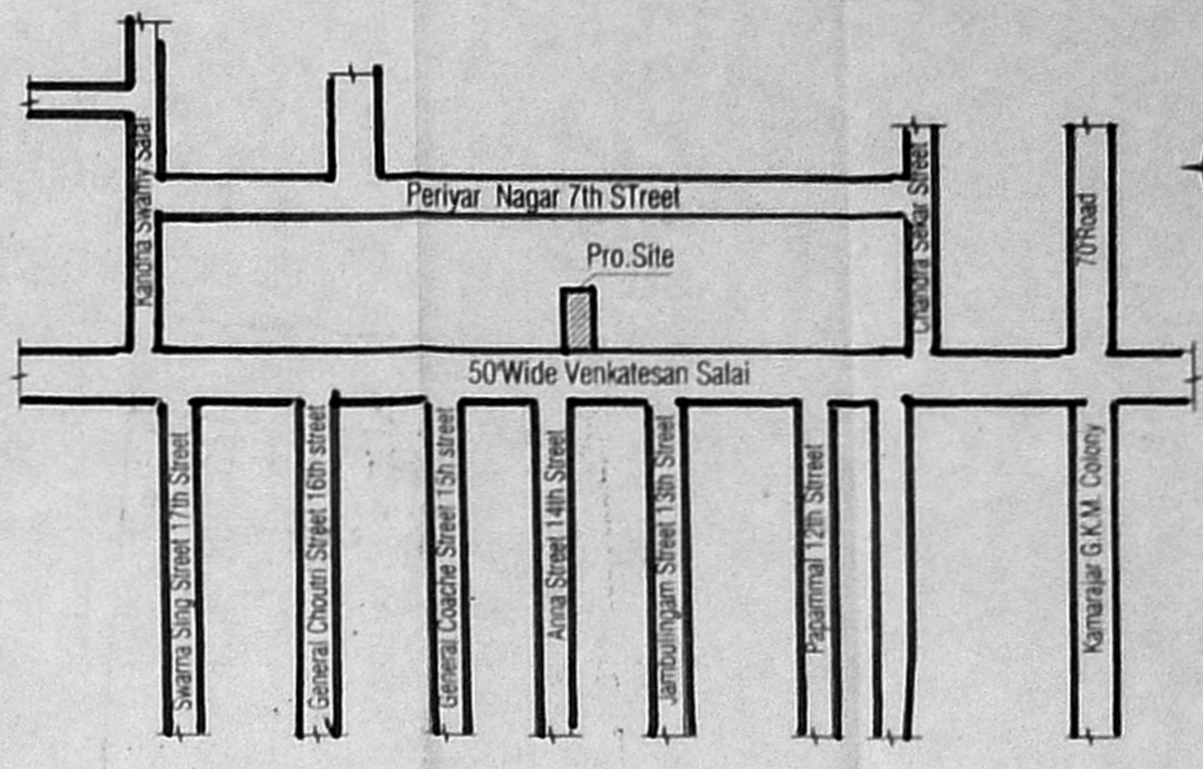 Kandha Swamy Salai
Periyar Nagar 7th STreet
Chandra Sekar Street
70'Road
Pro.Site
50'Wide Venkatesan Salai
Swarna Sing Street 17th Street
General Choutri Street 16th street
General Coache Street 15h street
Anna Street 14th Street
Jambulingam Street 13th Street
Papammal 12th Strreet
Kamarajar G.K.M. Colony